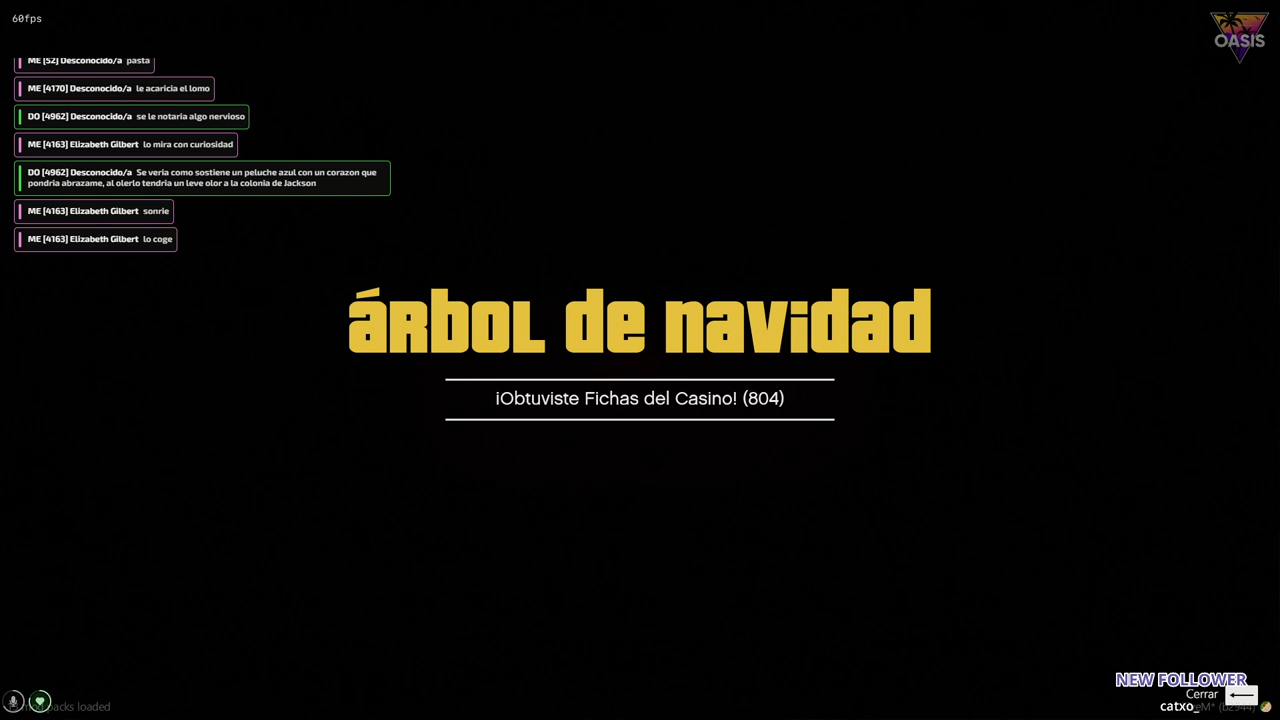 60fps
OASIS
ME [52] Desconocido/a pasta
ME [4170] Desconocido/a le acaricia el lomo
DO [4962] Desconocido/a se le notaria algo nervioso
ME [4163] Elizabeth Gilbert lo mira con curiosidad
DO [4962] Desconocido/a Se veria como sostiene un peluche azul con un corazon que
pondria abrazame, al olerlo tendria un leve olor a la colonia de Jackson
ME [4163] Elizabeth Gilbert sonrie
ME [4163] Elizabeth Gilbert lo coge
árbol de navidad
¡Obtuviste Fichas del Casino! (804)
NEW FOLLOWER
Cerrar
catxo_
packs loaded